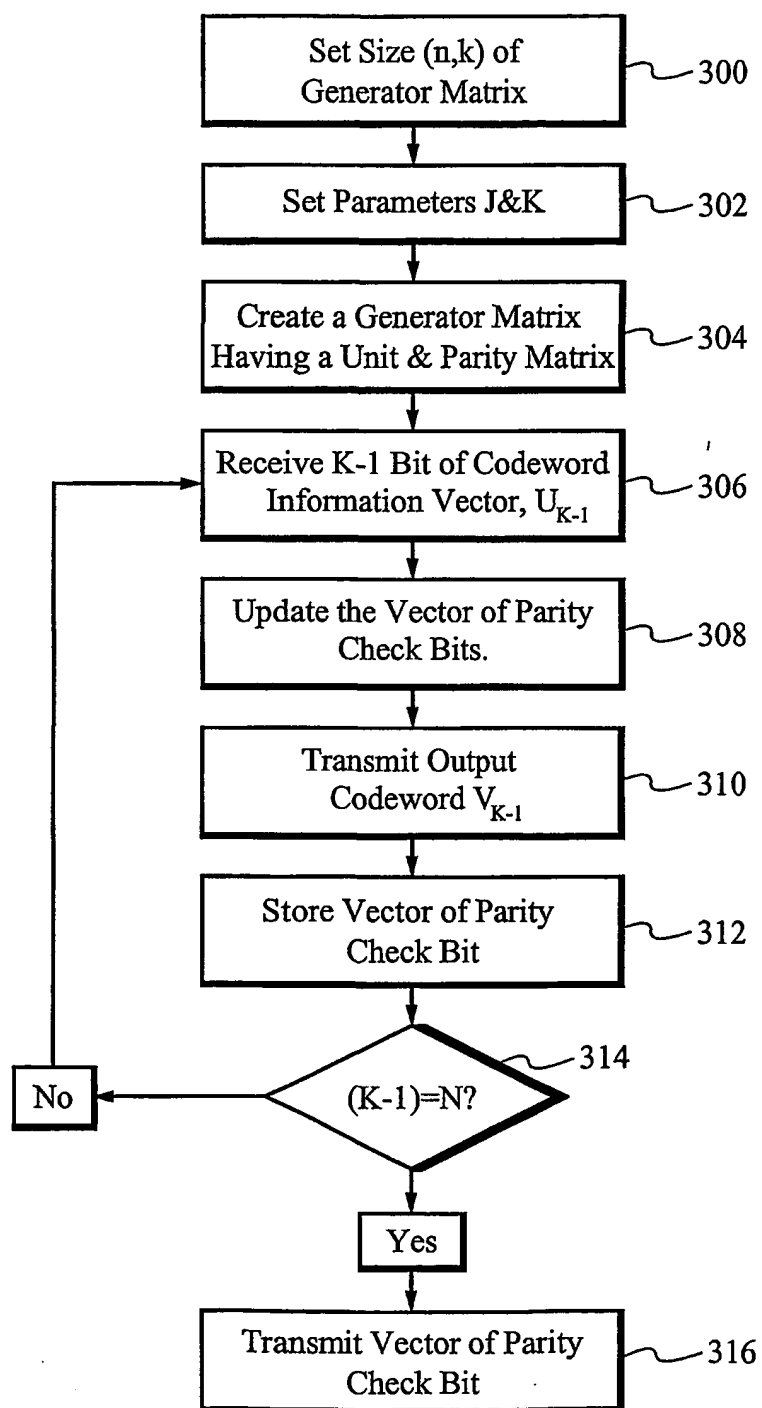 Set Size (n,k) of
Generator Matrix
300
Set Parameters J&K
302
Create a Generator Matrix
Having a Unit & Parity Matrix
304
Receive K-1 Bit of Codeword
Information Vector, U_{K-1}
306
Update the Vector of Parity
Check Bits.
308
Transmit Output
Codeword V_{K-1}
310
Store Vector of Parity
Check Bit
312
314
(K-1)=N?
No
Yes
Transmit Vector of Parity
Check Bit
316